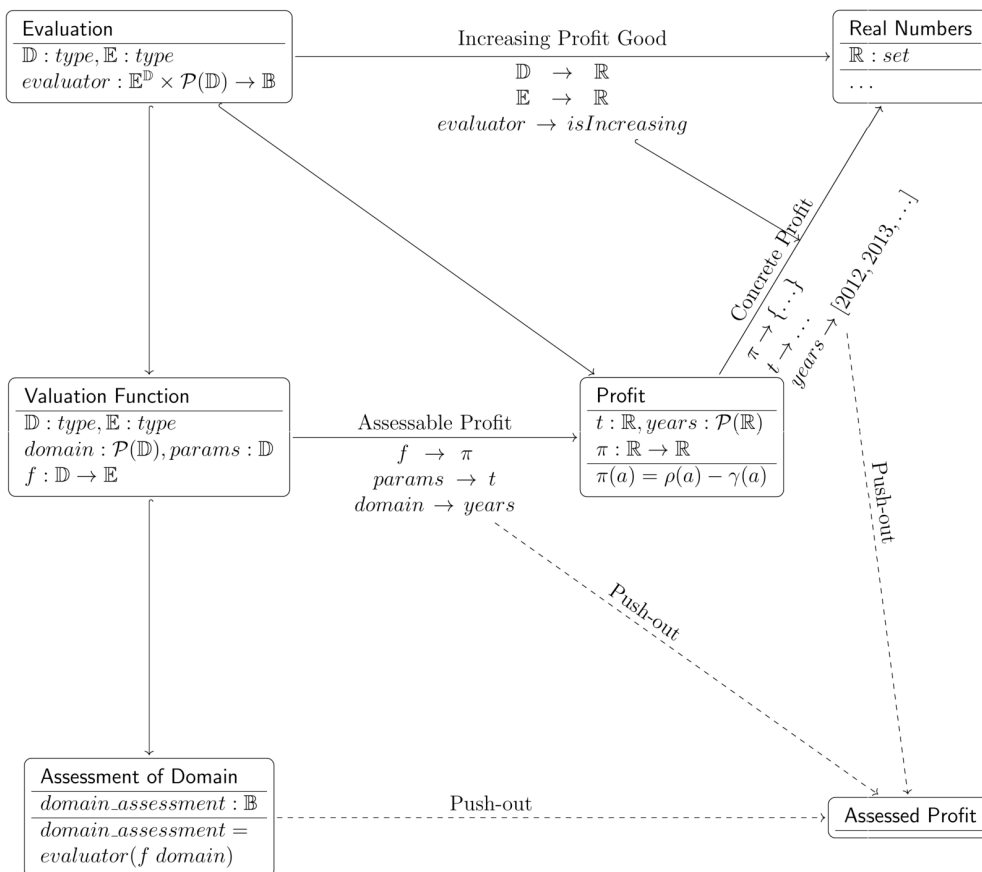 Evaluation
𝔻 : type, 𝔼 : type
evaluator : 𝔼^𝔻 × 𝒫(𝔻) → 𝔹
Increasing Profit Good
𝔻 → ℝ
𝔼 → ℝ
evaluator → isIncreasing
Real Numbers
ℝ : set
. . .
Concrete Profit
π → {. . .}
t → . . .
years → [2012, 2013, . . .]
Valuation Function
𝔻 : type, 𝔼 : type
domain : 𝒫(𝔻), params : 𝔻
f : 𝔻 → 𝔼
Assessable Profit
f → π
params → t
domain → years
Profit
t : ℝ, years : 𝒫(ℝ)
π : ℝ → ℝ
π(a) = ρ(a) − γ(a)
Push-out
Push-out
Assessment of Domain
domain_assessment : 𝔹
domain_assessment =
evaluator(f domain)
Push-out
Assessed Profit